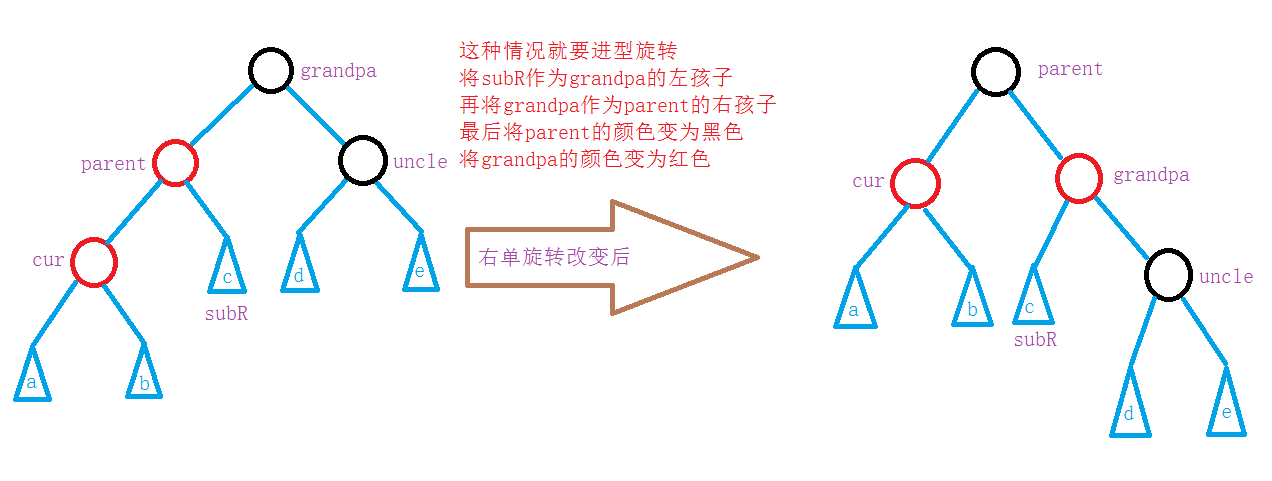 grandpa
parent
uncle
cur
c
d
e
subR
a
b
这种情况就要进型旋转
将subR作为grandpa的左孩子
再将grandpa作为parent的右孩子
最后将parent的颜色变为黑色
将grandpa的颜色变为红色
右单旋转改变后
parent
cur
grandpa
uncle
a
b
c
subR
d
e